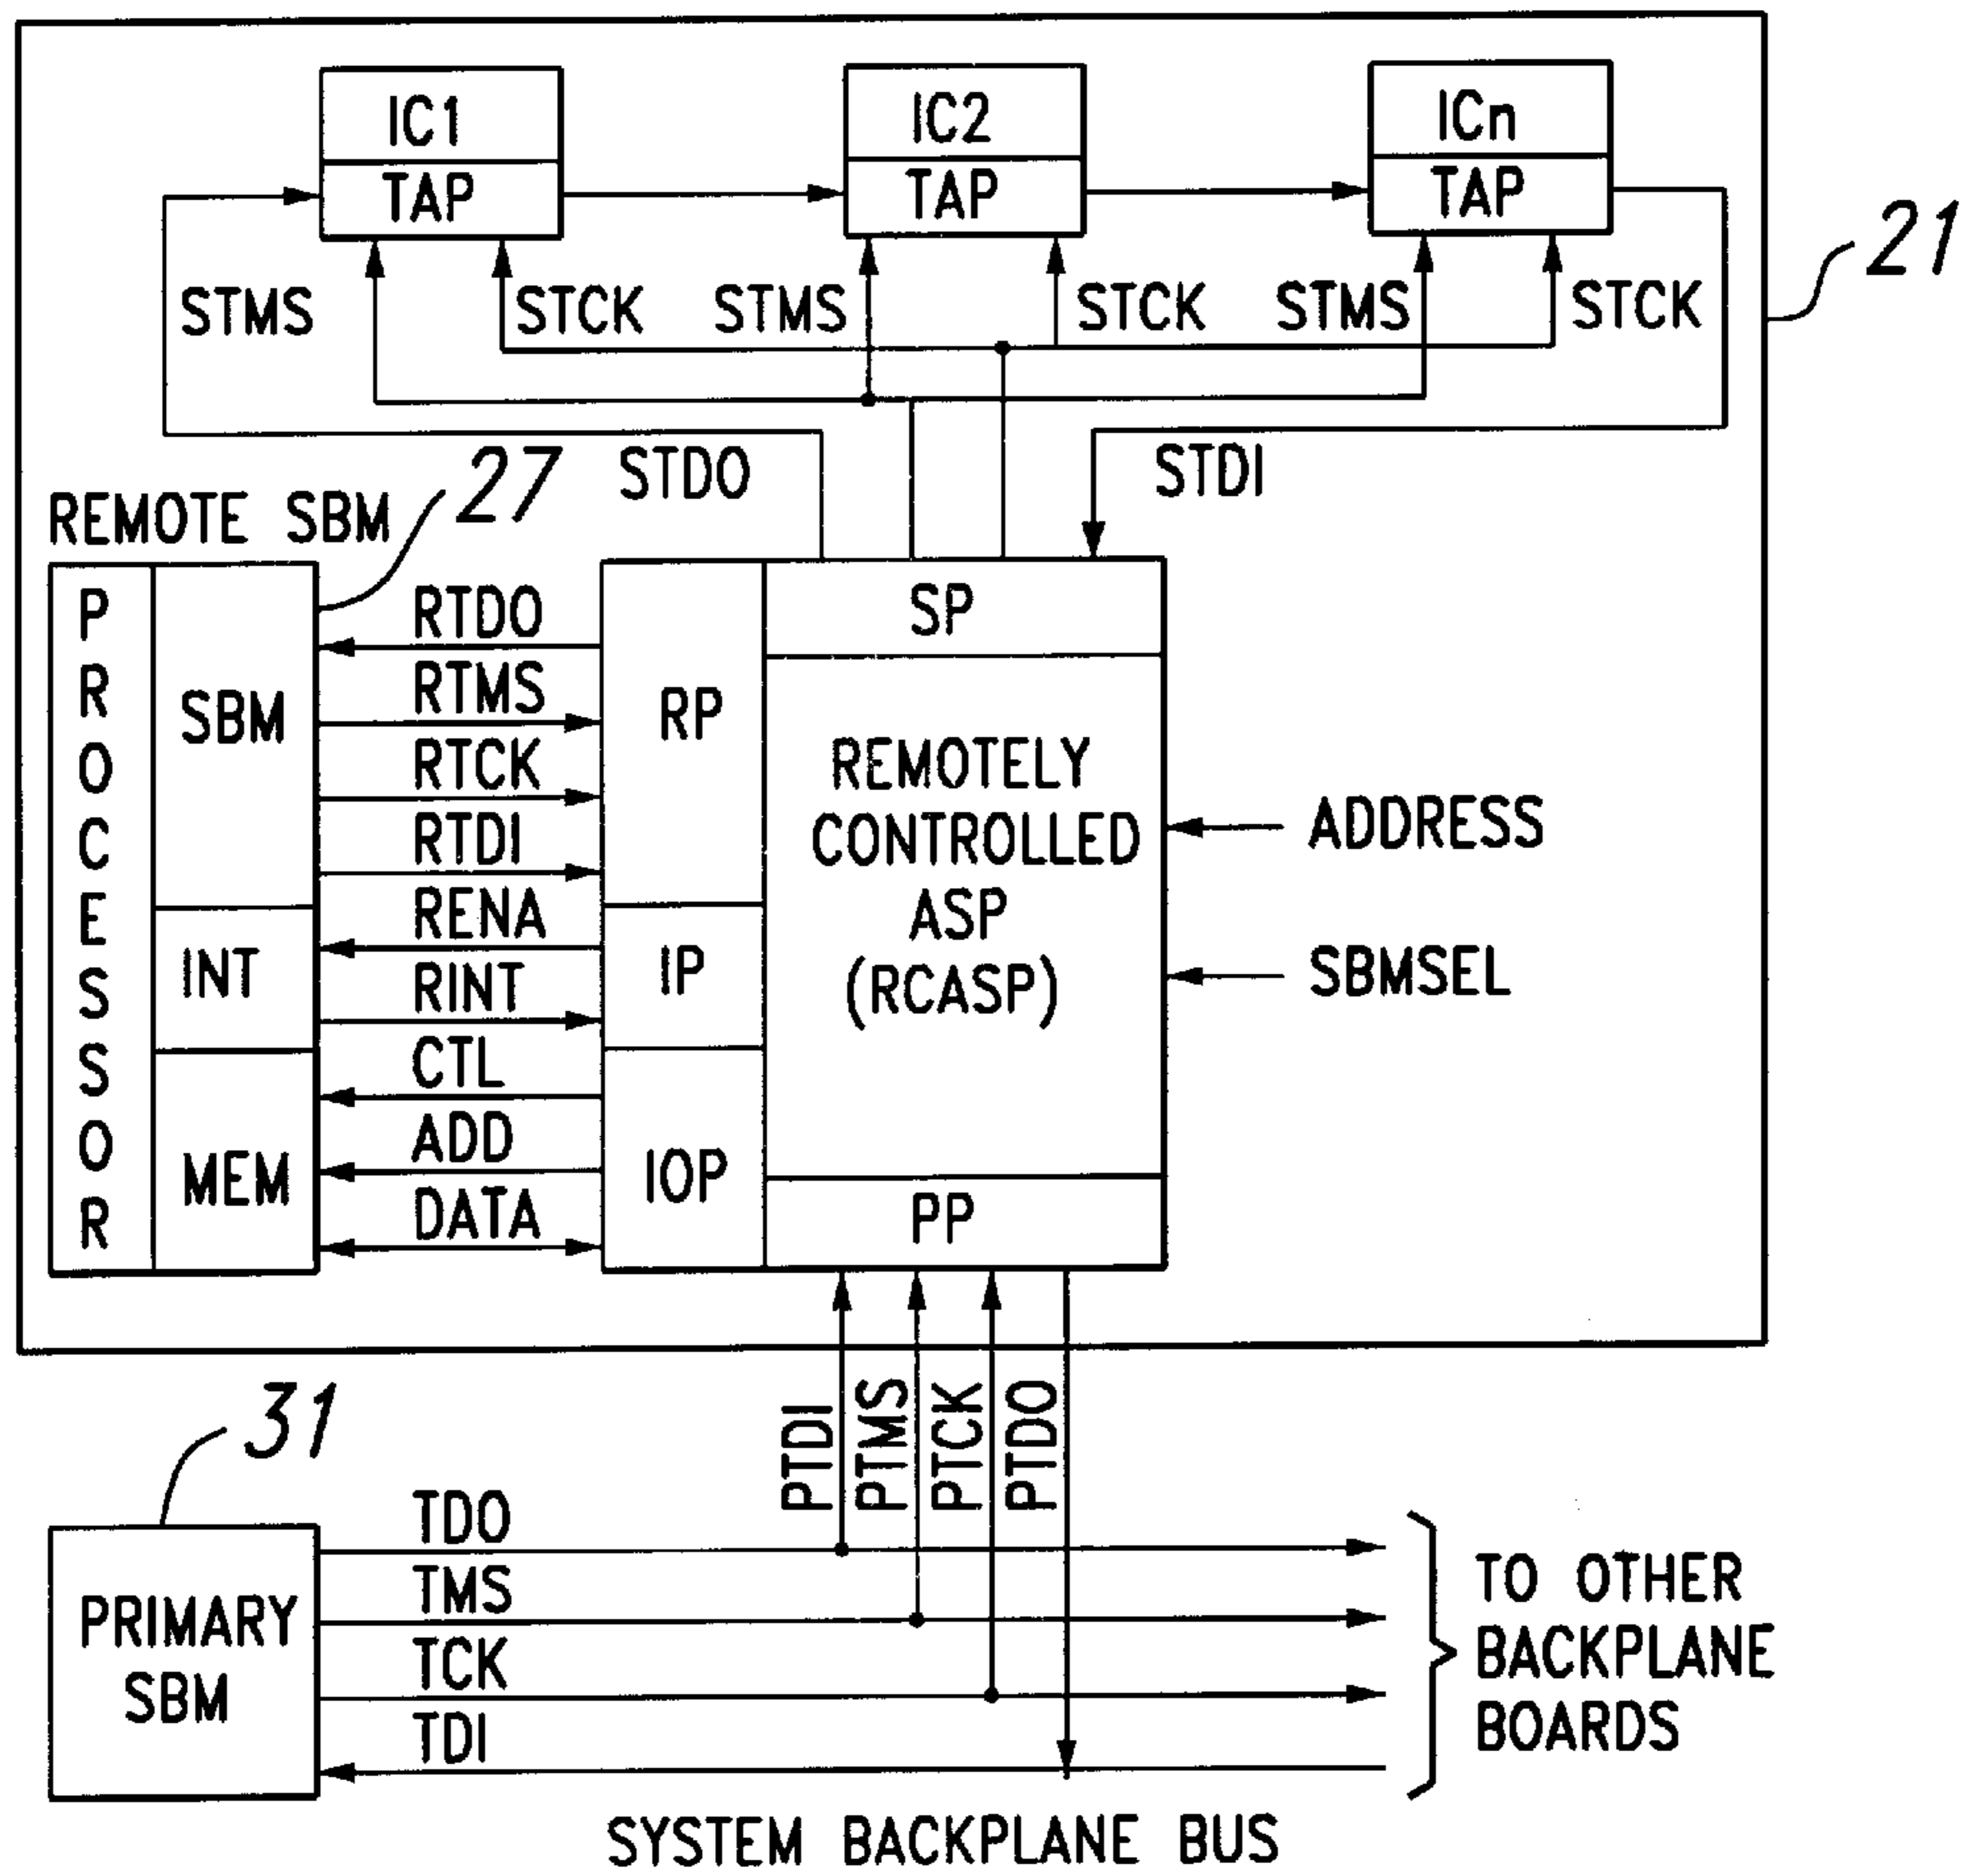 IC1
TAP
IC2
TAP
ICn
TAP
21
STMS
STCK
STMS
STCK
STMS
STCK
STDO
STDI
REMOTE SBM
27
PROCESSOR
SBM
INT
MEM
RTDO
RTMS
RTCK
RTDI
RENA
RINT
CTL
ADD
DATA
RP
IP
IOP
SP
REMOTELY
CONTROLLED
ASP
(RCASP)
PP
ADDRESS
SBMSEL
PTDI
PTMS
PTCK
PTDO
31
PRIMARY
SBM
TDO
TMS
TCK
TDI
TO OTHER
BACKPLANE
BOARDS
SYSTEM BACKPLANE BUS